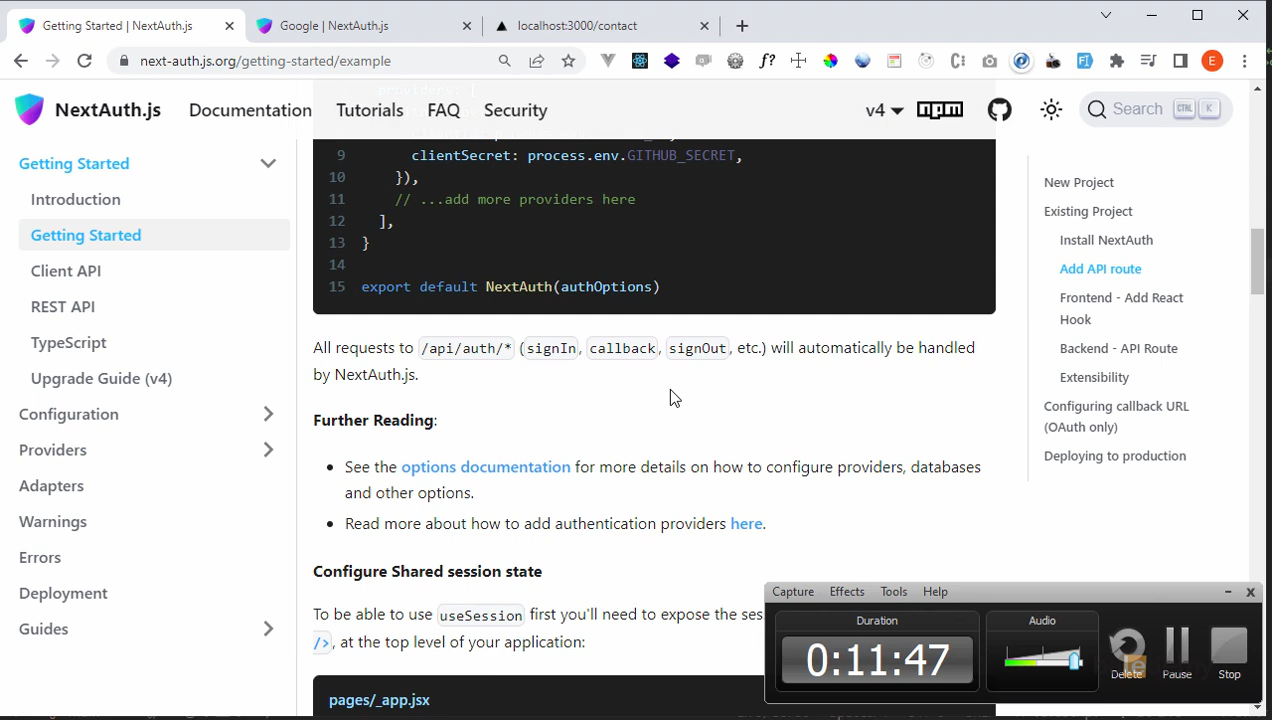 Getting Started | NextAuth.js
Google | NextAuth.js
localhost:3000/contact
next-auth.js.org/getting-started/example
E
NextAuth.js
Documentation
Tutorials
FAQ
Security
v4
npm
Search
CTRL
K
Getting Started
Introduction
Getting Started
Client API
REST API
TypeScript
Upgrade Guide (v4)
Configuration
Providers
Adapters
Warnings
Errors
Deployment
Guides
providers: [
9 clientSecret: process.env.GITHUB_SECRET,
10 }),
11 // ...add more providers here
12 ],
13 }
14
15 export default NextAuth(authOptions)
All requests to /api/auth/* (signIn, callback, signOut, etc.) will automatically be handled
by NextAuth.js.
Further Reading:
• See the options documentation for more details on how to configure providers, databases
and other options.
• Read more about how to add authentication providers here.
Configure Shared session state
To be able to use useSession first you'll need to expose the
/>, at the top level of your application:
pages/_app.jsx
New Project
Existing Project
Install NextAuth
Add API route
Frontend - Add React
Hook
Backend - API Route
Extensibility
Configuring callback URL
(OAuth only)
Deploying to production
Capture
Effects
Tools
Help
Duration
0:11:47
Audio
Delete
Pause
Stop